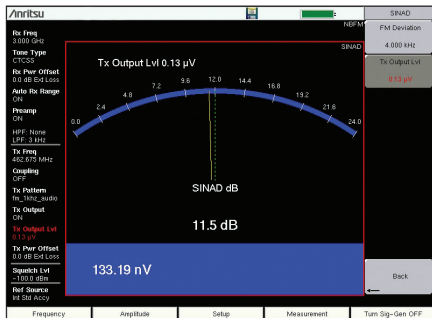 Anritsu
SINAD
NBFM
Rx Freq
3.000 GHz
Tone Type
CTCSS
Rx Pwr Offset
0.0 dB Ext Loss
Auto Rx Range
ON
Preamp
ON
HPF: None
LPF: 3 kHz
Tx Freq
462.675 MHz
Coupling
OFF
Tx Pattern
fm_1khz_audio
Tx Output
ON
Tx Output Lvl
0.13 µV
Tx Pwr Offset
0.0 dB Ext Loss
Squelch Lvl
-100.0 dBm
Ref Source
Int Std Accy
SINAD
Tx Output Lvl 0.13 µV
0.0
2.4
4.8
7.2
9.6
12.0
14.4
16.8
19.2
21.6
24.0
SINAD dB
11.5 dB
133.19 nV
FM Deviation
4.000 kHz
Tx Output Lvl
0.13 µV
Back
Frequency
Amplitude
Setup
Measurement
Turn Sig-Gen OFF